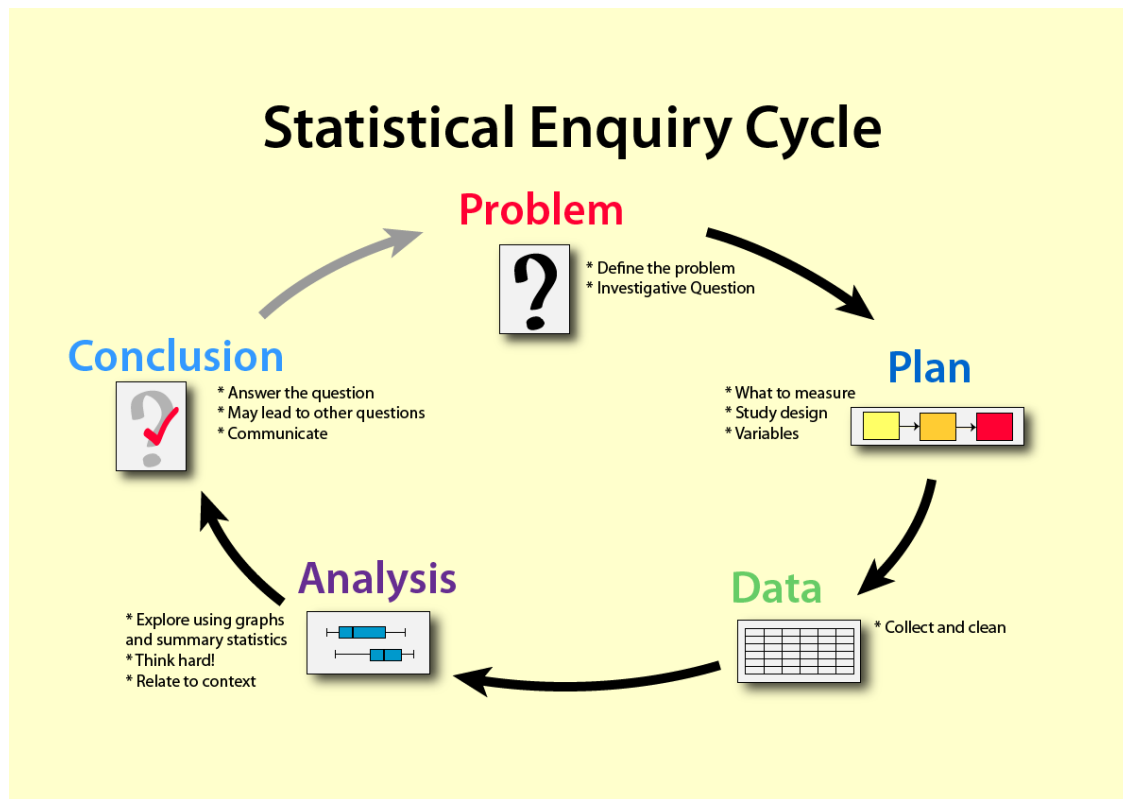 Statistical Enquiry Cycle
Problem
?
* Define the problem
* Investigative Question
Plan
* What to measure
* Study design
* Variables
Data
* Collect and clean
Analysis
* Explore using graphs
and summary statistics
* Think hard!
* Relate to context
Conclusion
?
* Answer the question
* May lead to other questions
* Communicate